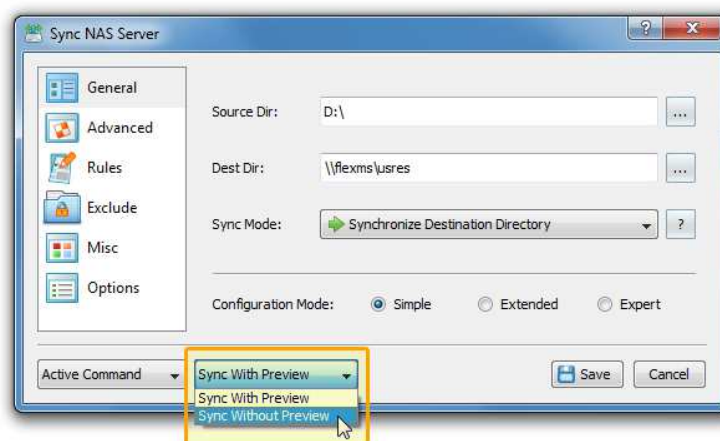 Sync NAS Server
?
x
General
Advanced
Rules
Exclude
Misc
Options
Source Dir: D:\ ...
Dest Dir: \\flexms\usres ...
Sync Mode: Synchronize Destination Directory ?
Configuration Mode: Simple Extended Expert
Active Command Sync With Preview Save Cancel
Sync With Preview
Sync Without Preview